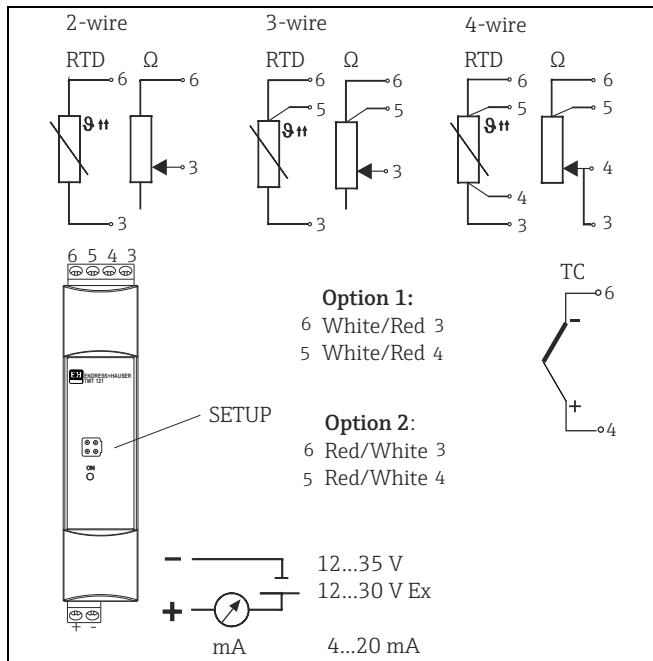 2-wire 3-wire 4-wire
RTD Ω RTD Ω RTD Ω
6 6 6 6 6 6
5 5 5 5
ϑ ↑↑ ϑ ↑↑ ϑ ↑↑
3 3 4
4
3 3 3 3
6 5 4 3
TC
6
-
+
4
Option 1:
6 White/Red 3
5 White/Red 4
EH ENDRESS+HAUSER
TMT 121
SETUP
ON
Option 2:
6 Red/White 3
5 Red/White 4
- 12...35 V
12...30 V Ex
+
mA 4...20 mA
+ -